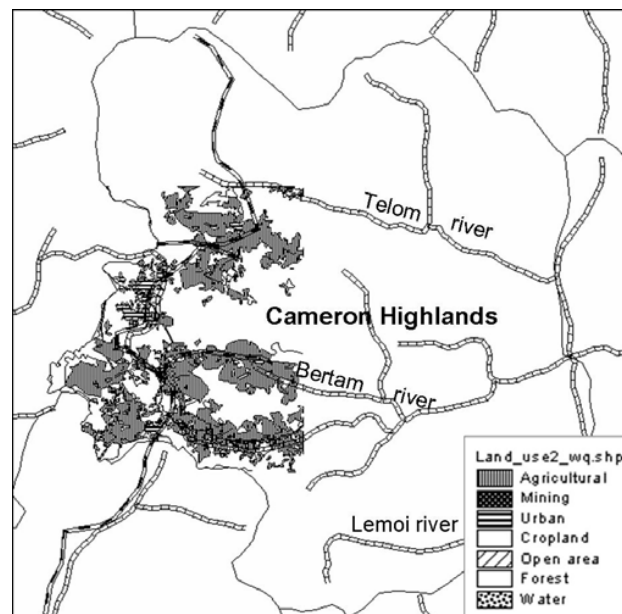 Telom river
Cameron Highlands
Bertam river
Lemoi river
Land_use2_wq.shp
Agricultural
Mining
Urban
Cropland
Open area
Forest
Water